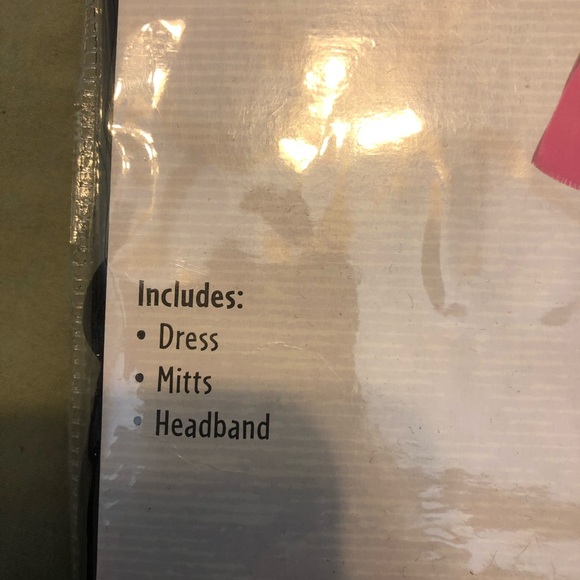 Includes:
• Dress
• Mitts
• Headband